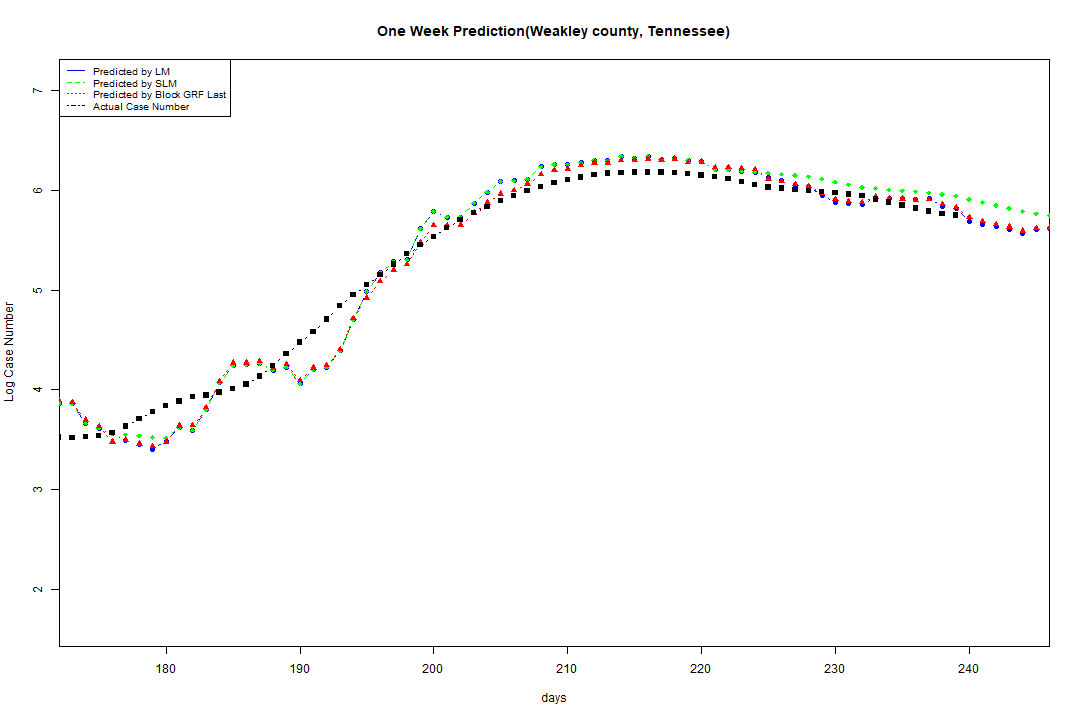 One Week Prediction(Weakley county, Tennessee)
Predicted by LM
Predicted by SLM
Predicted by Block GRF Last
Actual Case Number
7
6
5
4
3
2
Log Case Number
180 190 200 210 220 230 240
days